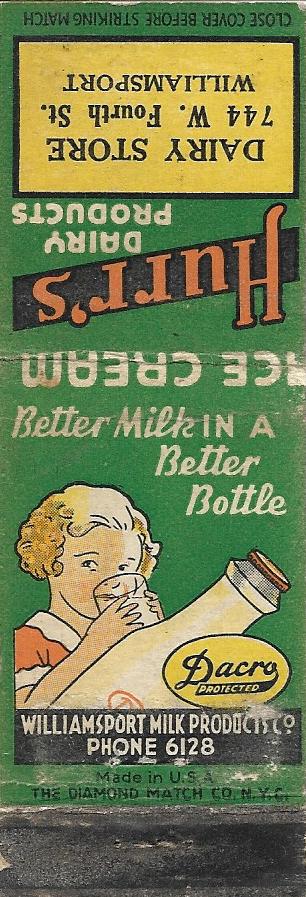 CLOSE COVER BEFORE STRIKING MATCH
DAIRY STORE
744 W. Fourth St.
WILLIAMSPORT
Hurr's
DAIRY
PRODUCTS
ICE CREAM
Better Milk IN A
Better
Bottle
Dacro
PROTECTED
WILLIAMSPORT MILK PRODUCTS CO
PHONE 6128
Made in U.S.A
THE DIAMOND MATCH CO. N.Y.C.